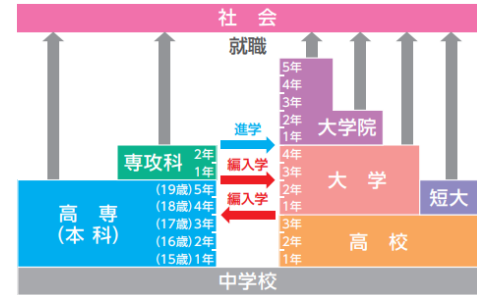 社 会
就職
5年
4年
3年
2年
1年
大学院
進学
専攻科
2年
1年
編入学
4年
3年
2年
1年
大 学
編入学
高 専
(本 科)
(19歳)5年
(18歳)4年
(17歳)3年
(16歳)2年
(15歳)1年
短大
3年
2年
1年
高 校
中学校